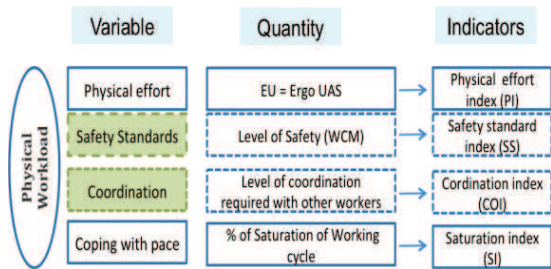 Variable
Quantity
Indicators
Physical
Workload
Physical effort
EU = Ergo UAS
Physical effort
index (PI)
Safety Standards
Level of Safety (WCM)
Safety standard
index (SS)
Coordination
Level of coordination
required with other workers
Cordination index
(COI)
Coping with pace
% of Saturation of Working
cycle
Saturation index
(SI)